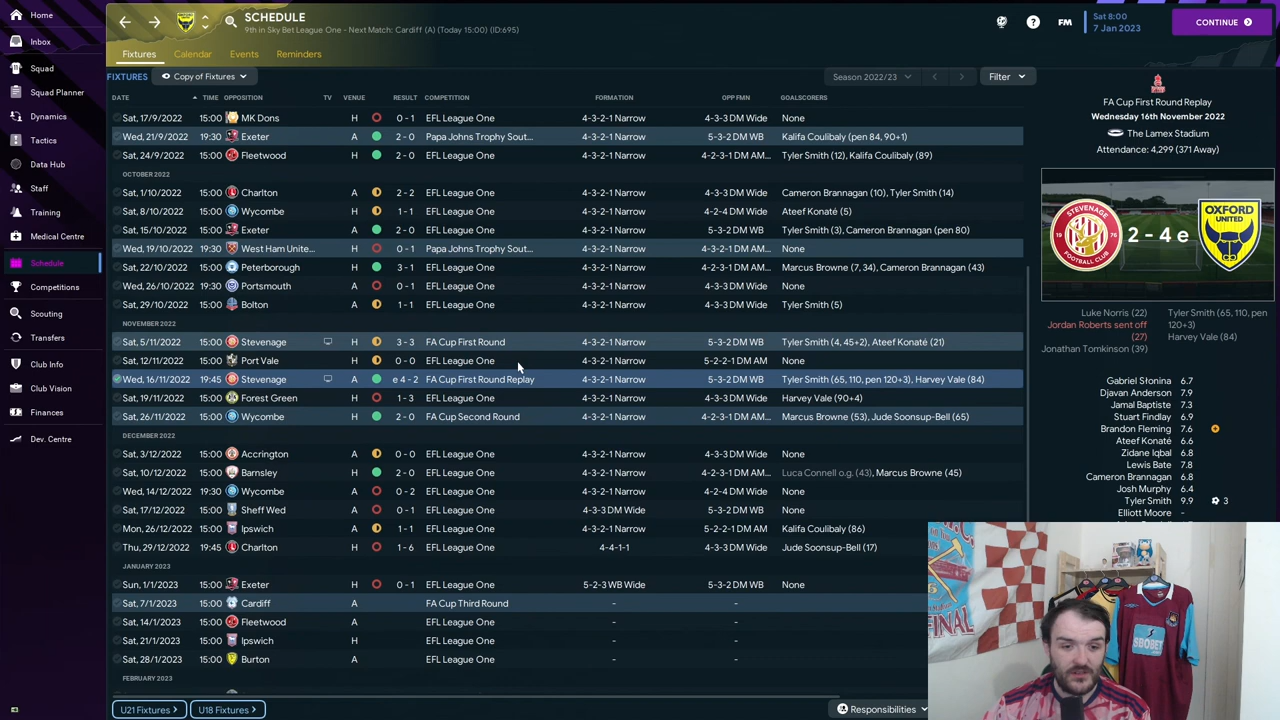 Home
SCHEDULE
9th in Sky Bet League One - Next Match: Cardiff (A) (Today 15:00) (ID:695)
FM
Sat 8:00
7 Jan 2023
CONTINUE
Inbox
Squad
Squad Planner
Dynamics
Tactics
Data Hub
Staff
Training
Medical Centre
Schedule
Competitions
Scouting
Transfers
Club Info
Club Vision
Finances
Dev. Centre
Fixtures Calendar Events Reminders
FIXTURES Copy of Fixtures Season 2022/23 Filter
DATE TIME OPPOSITION TV VENUE RESULT COMPETITION FORMATION OPP FMN GOALSCORERS
Sat, 17/9/2022 15:00 MK Dons H 0 - 1 EFL League One 4-3-2-1 Narrow 4-3-3 DM Wide None
Wed, 21/9/2022 19:30 Exeter A 2 - 0 Papa Johns Trophy Sout... 4-3-2-1 Narrow 5-3-2 DM WB Kalifa Coulibaly (pen 84, 90+1)
Sat, 24/9/2022 15:00 Fleetwood H 2 - 0 EFL League One 4-3-2-1 Narrow 4-2-3-1 DM AM... Tyler Smith (12), Kalifa Coulibaly (89)
OCTOBER 2022
Sat, 1/10/2022 15:00 Charlton A 2 - 2 EFL League One 4-3-2-1 Narrow 4-3-3 DM Wide Cameron Brannagan (10), Tyler Smith (14)
Sat, 8/10/2022 15:00 Wycombe H 1 - 1 EFL League One 4-3-2-1 Narrow 4-2-4 DM Wide Ateef Konaté (5)
Sat, 15/10/2022 15:00 Exeter A 2 - 0 EFL League One 4-3-2-1 Narrow 5-3-2 DM WB Tyler Smith (3), Cameron Brannagan (pen 80)
Wed, 19/10/2022 19:30 West Ham Unite... H 0 - 1 Papa Johns Trophy Sout... 4-3-2-1 Narrow 4-3-2-1 DM AM... None
Sat, 22/10/2022 15:00 Peterborough H 3 - 1 EFL League One 4-3-2-1 Narrow 4-2-3-1 DM AM... Marcus Browne (7, 34), Cameron Brannagan (43)
Wed, 26/10/2022 15:00 Portsmouth H 0 - 1 EFL League One 4-3-2-1 Narrow 4-3-3 DM Wide None
Sat, 29/10/2022 15:00 Bolton A 1 - 1 EFL League One 4-3-2-1 Narrow 4-3-3 DM Wide Tyler Smith (5)
NOVEMBER 2022
Sat, 5/11/2022 15:00 Stevenage H 3 - 3 FA Cup First Round 4-3-2-1 Narrow 5-3-2 DM WB Tyler Smith (4, 45+2), Ateef Konaté (21)
Sat, 12/11/2022 15:00 Port Vale H 0 - 0 EFL League One 4-3-2-1 Narrow 5-2-2-1 DM AM None
Wed, 16/11/2022 19:45 Stevenage A e 4 - 2 FA Cup First Round Replay 4-3-2-1 Narrow 5-3-2 DM WB Tyler Smith (65, 110, pen 120+3), Harvey Vale (84)
Sat, 19/11/2022 15:00 Forest Green H 1 - 3 EFL League One 4-3-2-1 Narrow 4-3-3 DM Wide Harvey Vale (90+4)
Sat, 26/11/2022 15:00 Wycombe H 2 - 0 FA Cup Second Round 4-3-2-1 Narrow 4-2-3-1 DM AM... Marcus Browne (53), Jude Soonsup-Bell (65)
DECEMBER 2022
Sat, 3/12/2022 15:00 Accrington A 0 - 0 EFL League One 4-3-2-1 Narrow 4-3-3 DM Wide None
Sat, 10/12/2022 15:00 Barnsley H 2 - 0 EFL League One 4-3-2-1 Narrow 4-2-3-1 DM AM... Luca Connell o.g. (43), Marcus Browne (45)
Wed, 14/12/2022 19:30 Wycombe A 0 - 2 EFL League One 4-3-2-1 Narrow 4-2-4 DM Wide None
Sat, 17/12/2022 15:00 Sheff Wed A 0 - 1 EFL League One 4-3-3 DM Wide 5-3-2 DM WB None
Mon, 26/12/2022 15:00 Ipswich A 1 - 1 EFL League One 4-3-2-1 Narrow 5-2-2-1 DM AM Kalifa Coulibaly (86)
Thu, 29/12/2022 19:45 Charlton H 1 - 6 EFL League One 4-4-1-1 4-3-3 DM Wide Jude Soonsup-Bell (17)
JANUARY 2023
Sun, 1/1/2023 15:00 Exeter H 0 - 1 EFL League One 5-2-3 WB Wide 5-3-2 DM WB None
Sat, 7/1/2023 15:00 Cardiff A FA Cup Third Round - -
Sat, 14/1/2023 15:00 Fleetwood A EFL League One - -
Sat, 21/1/2023 15:00 Ipswich H EFL League One - -
Sat, 28/1/2023 15:00 Burton A EFL League One - -
FEBRUARY 2023
U21 Fixtures U18 Fixtures Responsibilities
FA Cup First Round Replay
Wednesday 16th November 2022
The Lamex Stadium
Attendance: 4,299 (371 Away)
STEVENAGE
19 76
FOOTBALL CLUB
2 - 4 e
OXFORD
UNITED
Luke Norris (22)
Jordan Roberts sent off
(27)
Jonathan Tomkinson (39)
Tyler Smith (65, 110, pen
120+3)
Harvey Vale (84)
Gabriel Słonina 6.7
Djavan Anderson 7.9
Jamal Baptiste 7.3
Stuart Findlay 6.9
Brandon Fleming 7.6
Ateef Konaté 6.6
Zidane Iqbal 6.8
Lewis Bate 7.8
Cameron Brannagan 6.8
Josh Murphy 6.4
Tyler Smith 9.9 3
Elliott Moore -
SBOBET